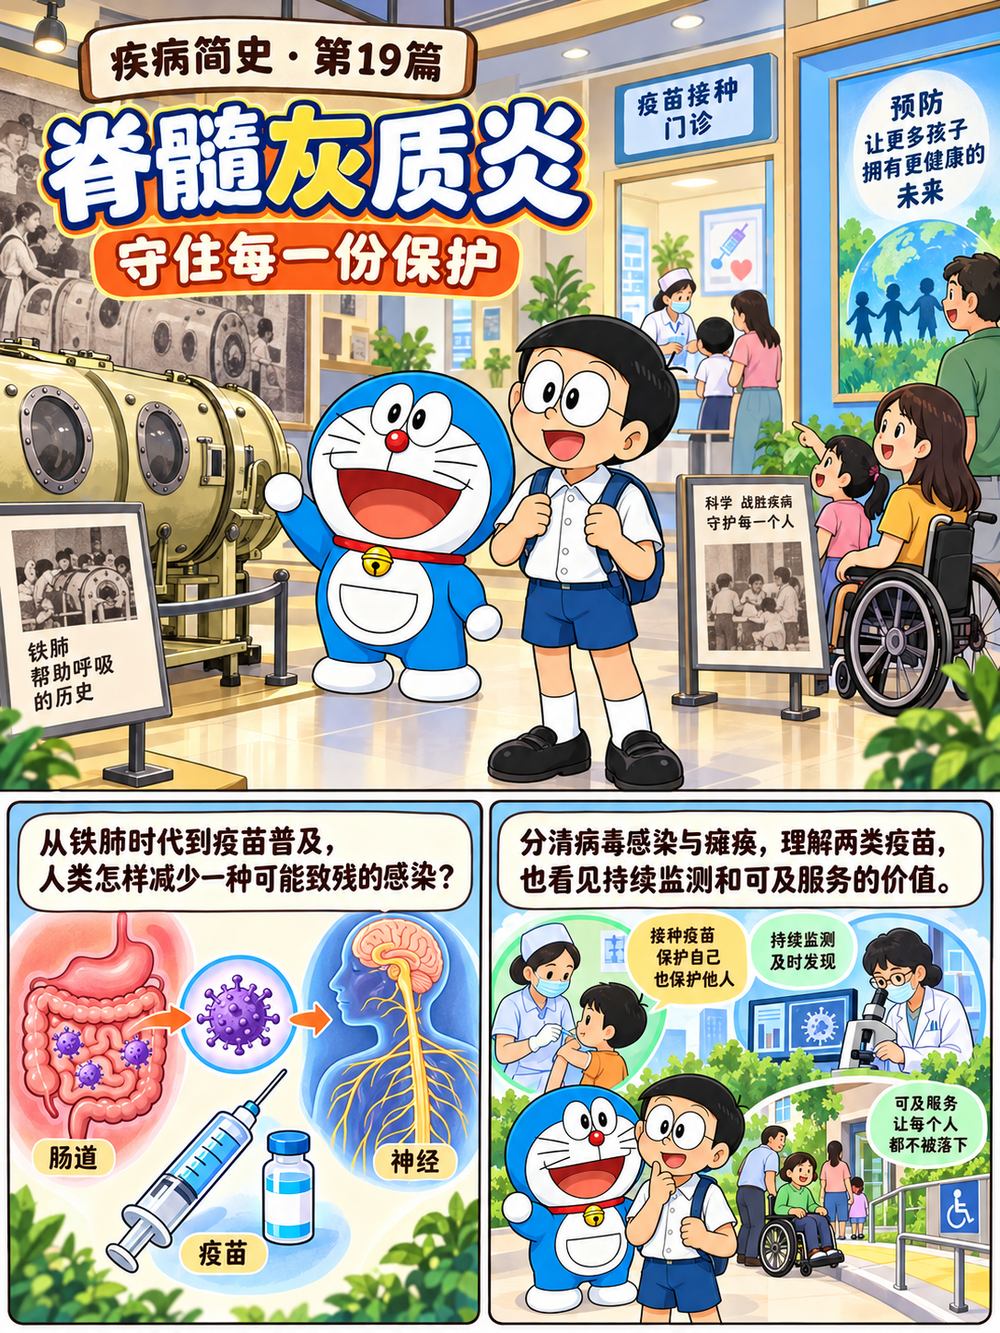 疾病简史·第19篇
脊髓灰质炎
守住每一份保护
疫苗接种
门诊
预防
让更多孩子
拥有更健康的
未来
科学 战胜疾病
守护每一个人
铁肺
帮助呼吸
的历史
从铁肺时代到疫苗普及，
人类怎样减少一种可能致残的感染？
肠道
神经
疫苗
分清病毒感染与瘫痪，理解两类疫苗，
也看见持续监测和可及服务的价值。
接种疫苗
保护自己
也保护他人
持续监测
及时发现
可及服务
让每个人
都不被落下